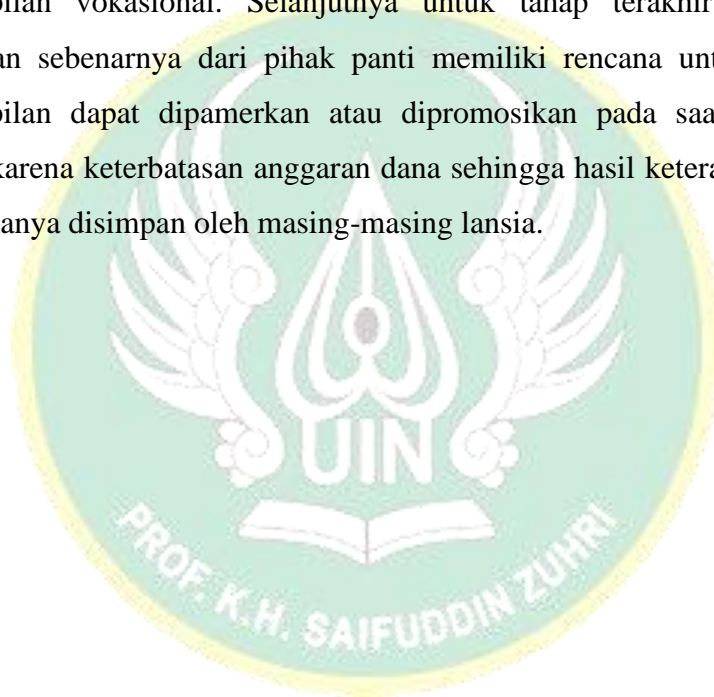 vokasional. Selanjutnya untuk tahap terakhir
sebenarnya dari pihak panti memiliki rencana
dapat dipamerkan atau dipromosikan pada
karena keterbatasan anggaran dana sehingga hasil
disimpan oleh masing-masing lansia.
UIN
PROF. K.H. SAIFUDDIN ZUHRI